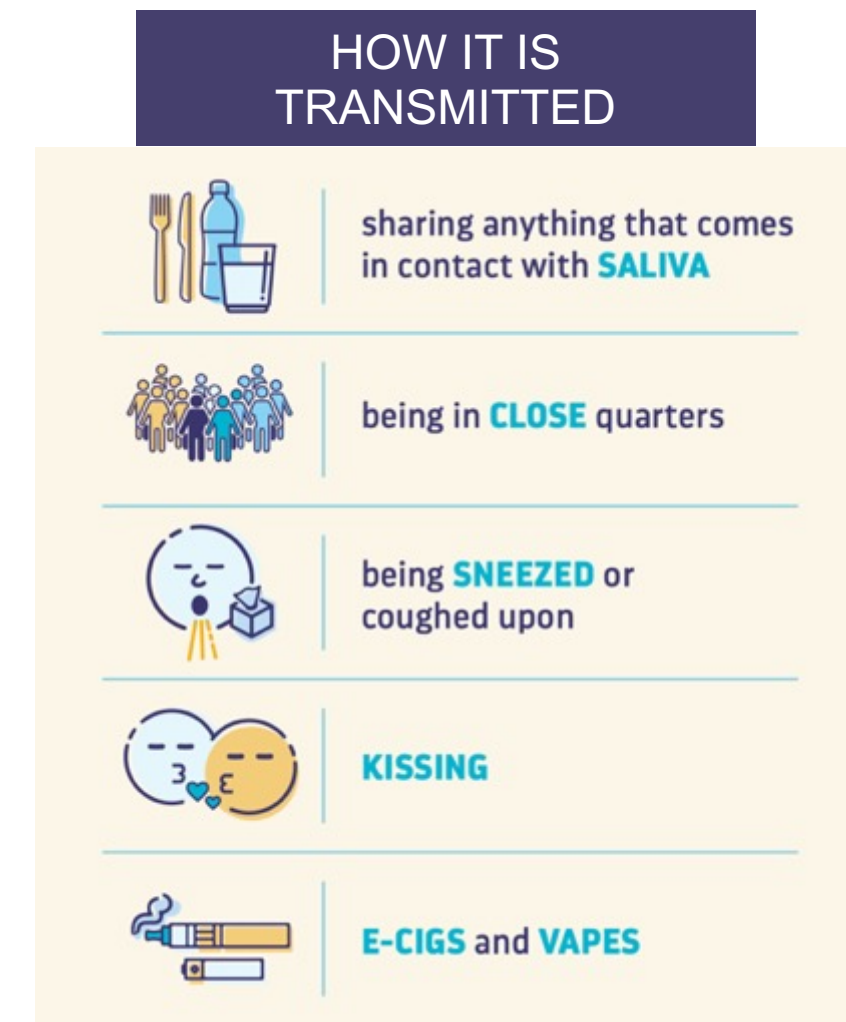 HOW IT IS
TRANSMITTED
sharing anything that comes
in contact with SALIVA
being in CLOSE quarters
being SNEEZED or
coughed upon
KISSING
E-CIGS and VAPES